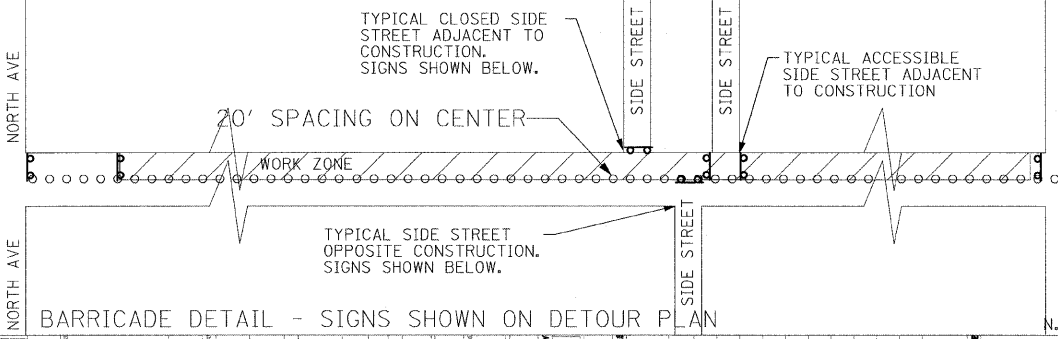 TYPICAL CLOSED SIDE
STREET ADJACENT TO
CONSTRUCTION.
SIGNS SHOWN BELOW.
SIDE STREET
SIDE STREET
TYPICAL ACCESSIBLE
SIDE STREET ADJACENT
TO CONSTRUCTION
NORTH AVE
20' SPACING ON CENTER
WORK ZONE
TYPICAL SIDE STREET
OPPOSITE CONSTRUCTION.
SIGNS SHOWN BELOW.
SIDE STREET
NORTH AVE
BARRICADE DETAIL - SIGNS SHOWN ON DETOUR PLAN
N.